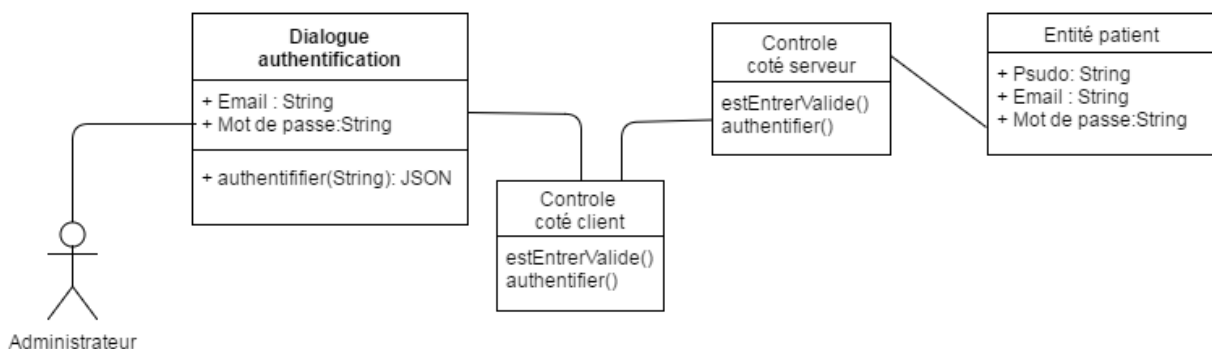 Dialogue
authentification
+ Email : String
+ Mot de passe:String
+ authentififier(String): JSON
Controle
coté client
estEntrerValide()
authentifier()
Controle
coté serveur
estEntrerValide()
authentifier()
Entité patient
+ Psudo: String
+ Email : String
+ Mot de passe:String
Administrateur